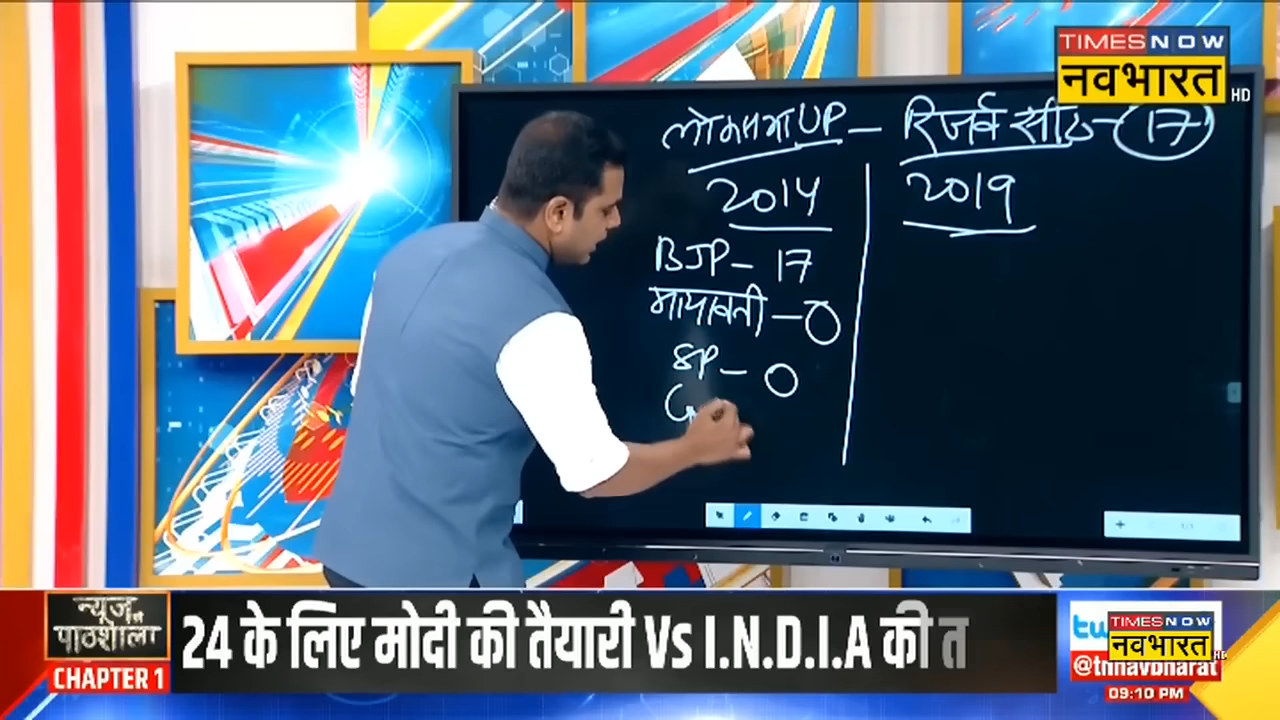 TIMES NOW
नवभारत
HD
लोकसभा UP - रिजर्व सीट - 17
2014
2019
BJP - 17
मायावती - 0
SP - 0
न्यूज की पाठशाला
CHAPTER 1
24 के लिए मोदी की तैयारी Vs I.N.D.I.A की त
TIMES NOW
नवभारत
@tnnavbharat
09:10 PM